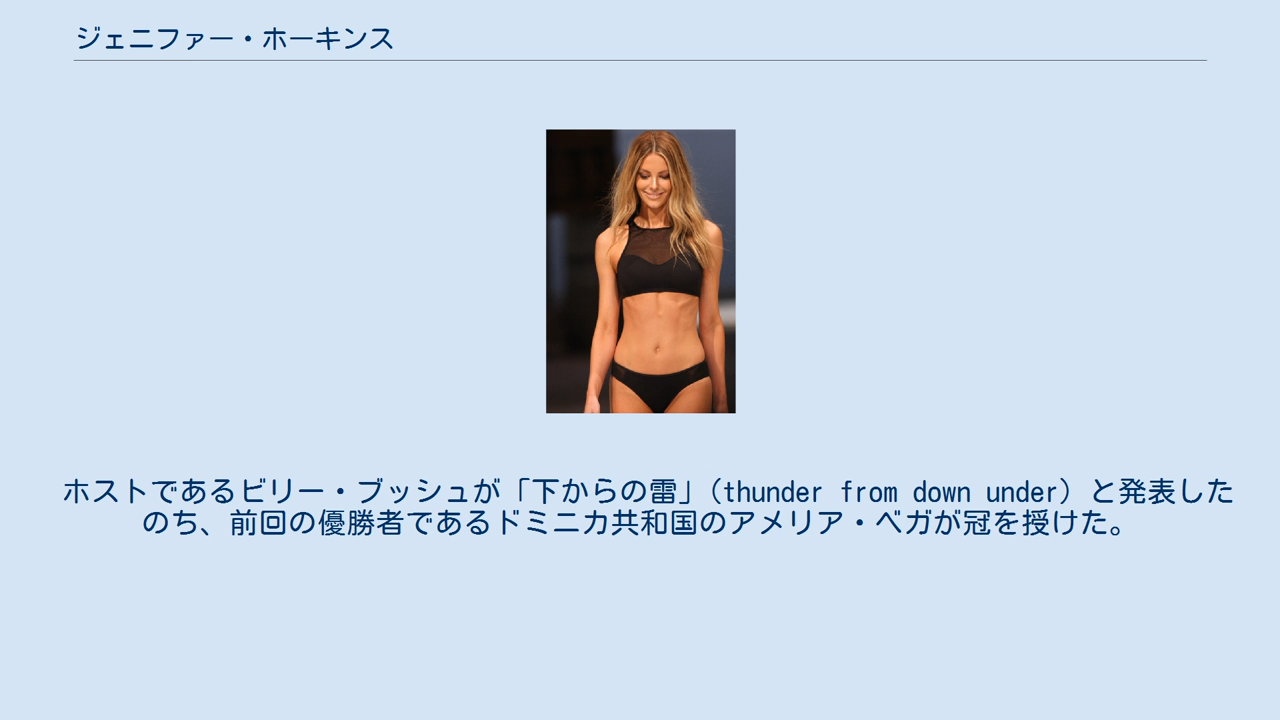 ジェニファー・ホーキンス
ホストであるビリー・ブッシュが「下からの雷」（thunder from down under）と発表した
のち、前回の優勝者であるドミニカ共和国のアメリア・ベガが冠を授けた。